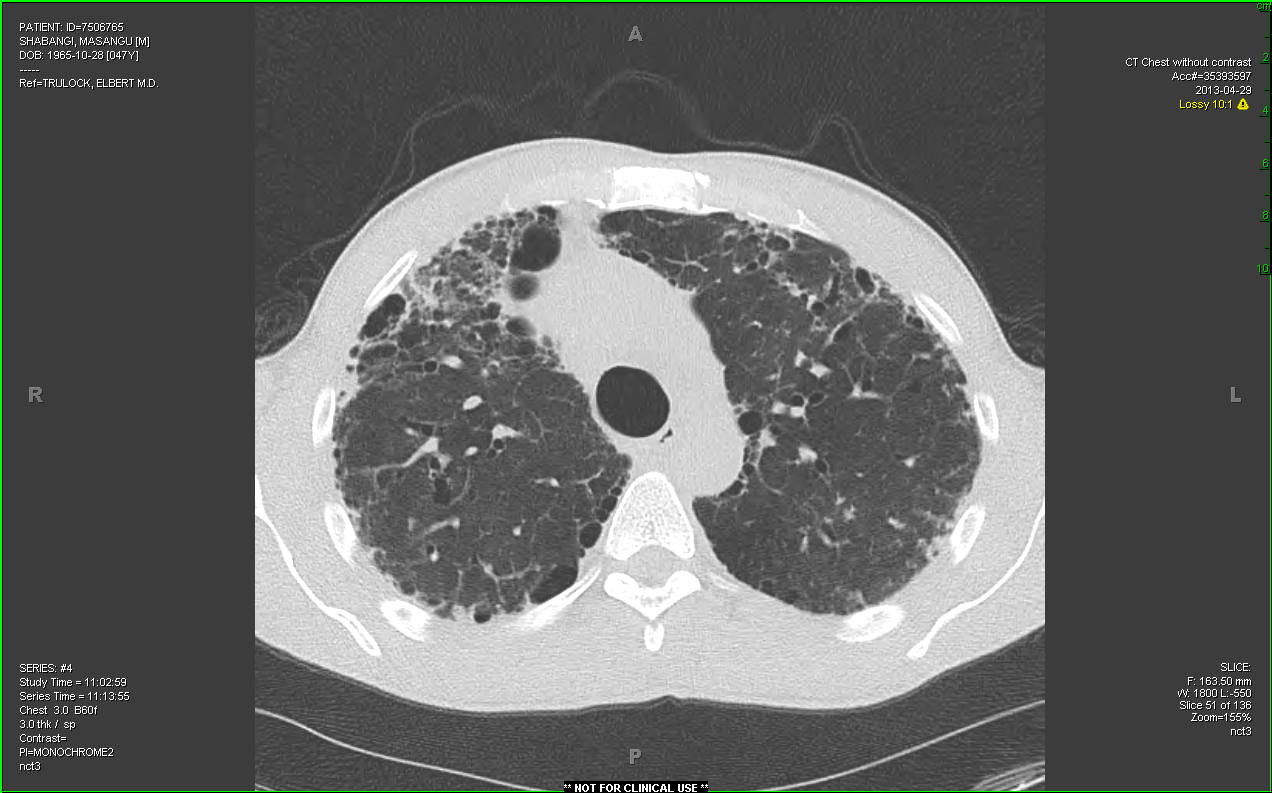 PATIENT: ID=7506765
SHABANGI, MASANGU [M]
DOB: 1965-10-28 [047Y]
-----
Ref=TRULOCK, ELBERT M.D.
A
CT Chest without contrast
Acc#=35393597
2013-04-29
Lossy 10:1
cm
2
4
6
8
10
R
L
A
SERIES: #4
Study Time = 11:02:59
Series Time = 11:13:55
Chest 3.0 B60f
3.0 thk / sp
Contrast=
PI=MONOCHROME2
nct3
SLICE:
F: 163.50 mm
W: 1800 L:-550
Slice 51 of 136
Zoom=155%
nct3
P
** NOT FOR CLINICAL USE **